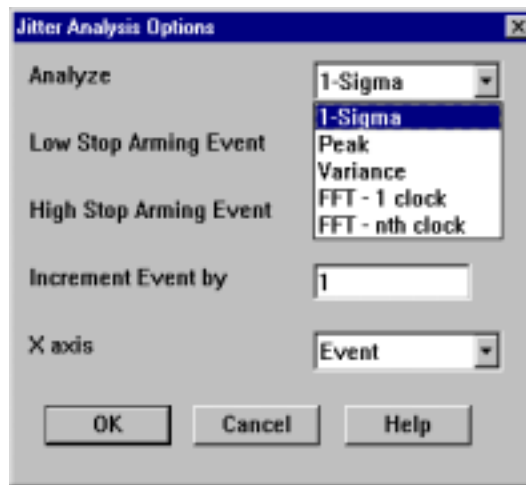 Jitter Analysis Options
Analyze
1-Sigma
1-Sigma
Peak
Variance
FFT - 1 clock
FFT - nth clock
Low Stop Arming Event
High Stop Arming Event
Increment Event by
1
X axis
Event
OK
Cancel
Help